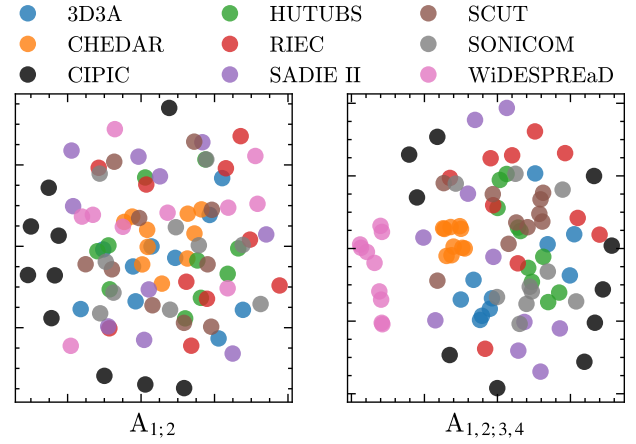 3D3A HUTUBS SCUT
CHEDAR RIEC SONICOM
CIPIC SADIE II WiDESPREaD
A1;2 A1,2;3,4